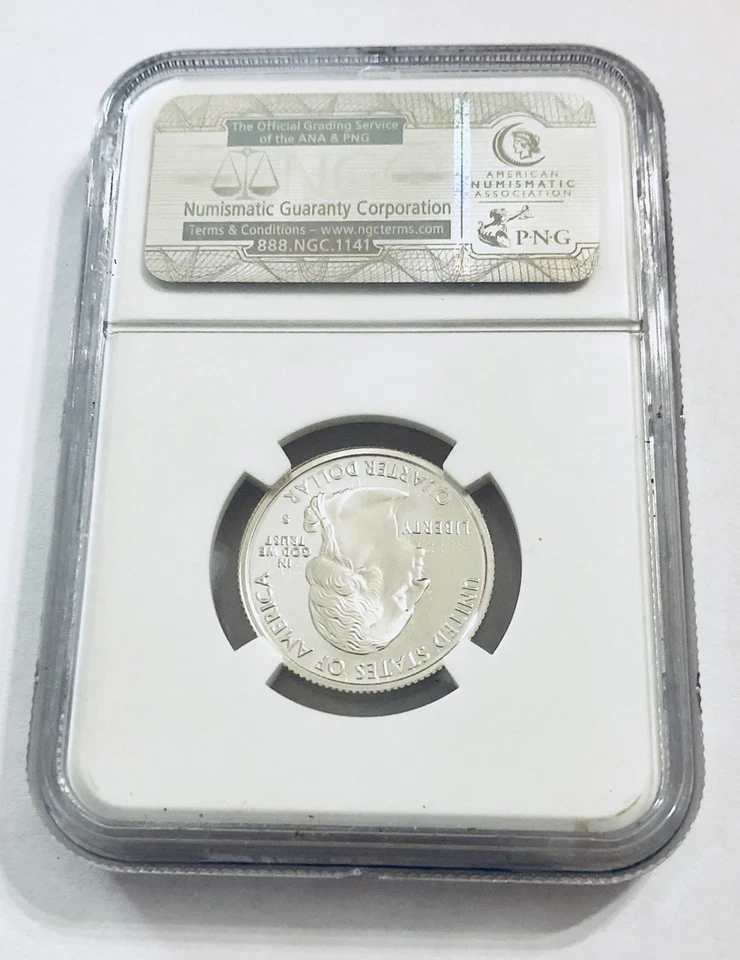 The Official Grading Service
of the ANA & PNG
NGC
Numismatic Guaranty Corporation
Terms & Conditions – www.ngcterms.com
888.NGC.1141
AMERICAN
NUMISMATIC
ASSOCIATION
P·N·G
UNITED STATES OF AMERICA
LIBERTY
IN
GOD WE
TRUST
S
QUARTER DOLLAR